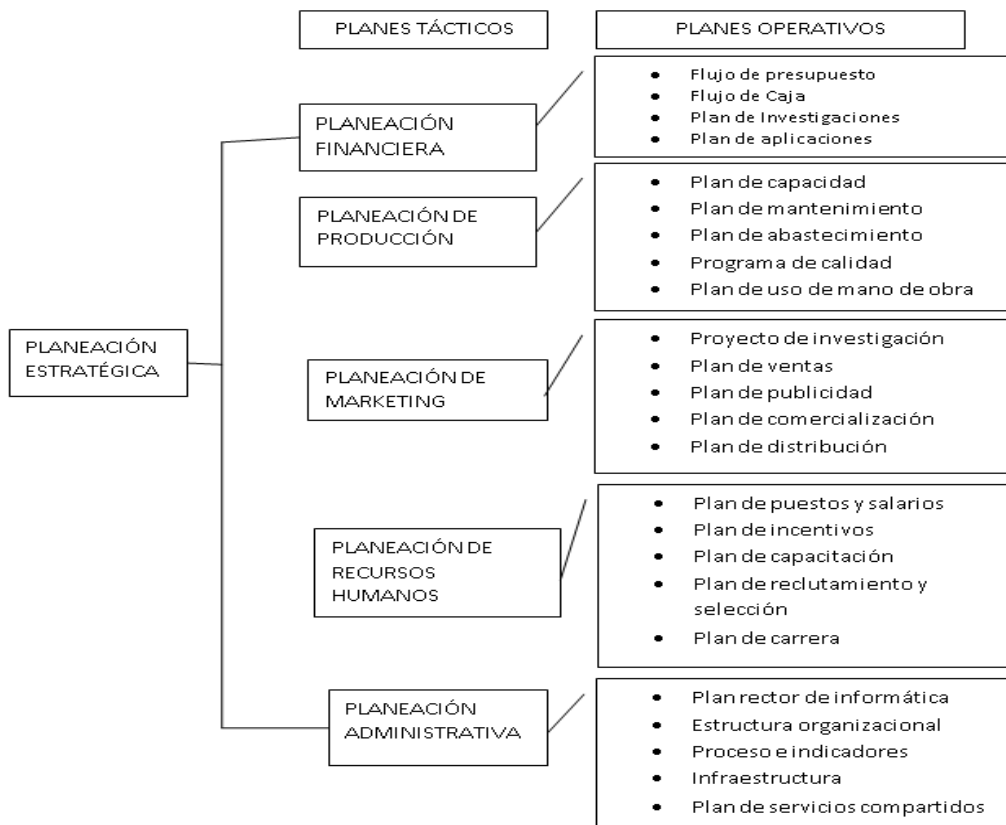 PLANES TÁCTICOS
PLANES OPERATIVOS
PLANEACIÓN
ESTRATÉGICA
PLANEACIÓN
FINANCIERA
• Flujo de presupuesto
• Flujo de Caja
• Plan de Investigaciones
• Plan de aplicaciones
PLANEACIÓN DE
PRODUCCIÓN
• Plan de capacidad
• Plan de mantenimiento
• Plan de abastecimiento
• Programa de calidad
• Plan de uso de mano de obra
PLANEACIÓN DE
MARKETING
• Proyecto de investigación
• Plan de ventas
• Plan de publicidad
• Plan de comercialización
• Plan de distribución
PLANEACIÓN DE
RECURSOS
HUMANOS
• Plan de puestos y salarios
• Plan de incentivos
• Plan de capacitación
• Plan de reclutamiento y
selección
• Plan de carrera
PLANEACIÓN
ADMINISTRATIVA
• Plan rector de informática
• Estructura organizacional
• Proceso e indicadores
• Infraestructura
• Plan de servicios compartidos